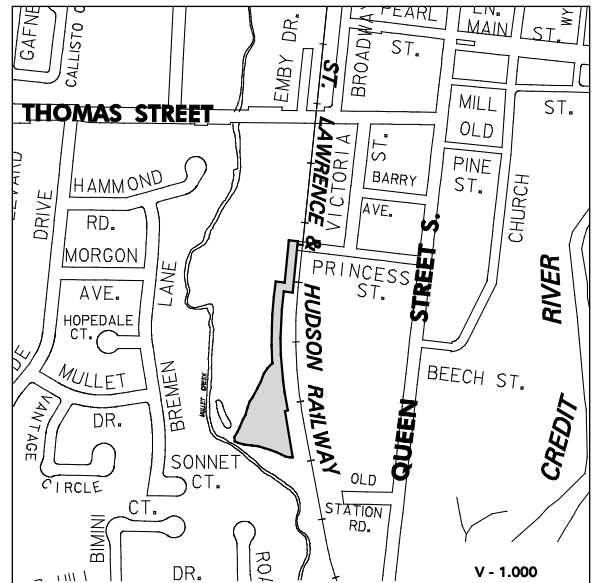 GAFNE
CALLISTO C
EMBY DR.
ST. LAWRENCE & HUDSON RAILWAY
BROADWAY
PEARL
ST.
EN.
MAIN
ST.
WY
THOMAS STREET
MILL
OLD
ST.
VICTORIA
ST.
BARRY
AVE.
PINE
ST.
CHURCH
HAMMOND
RD.
MORGON
AVE.
DRIVE
LANE
HOPEDALE
CT.
MULLET
DR.
BREMEN
VANTAGE
CIRCLE
MULLET CREEK
PRINCESS
ST.
QUEEN STREET S.
BEECH ST.
CREDIT RIVER
SONNET
CT.
OLD
STATION
RD.
BIMINI
CT.
DR.
ROA
V - 1.000